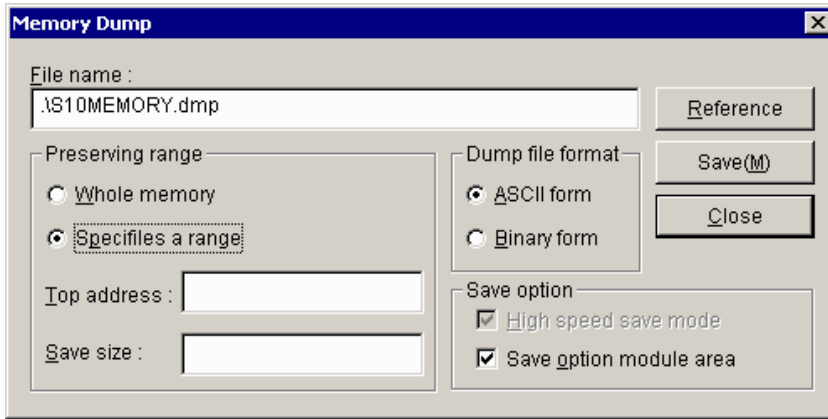 Memory Dump
File name :
.\S10MEMORY.dmp
Reference
Preserving range
Whole memory
Specifiles a range
Top address :
Save size :
Dump file format
ASCII form
Binary form
Save(M)
Close
Save option
High speed save mode
Save option module area